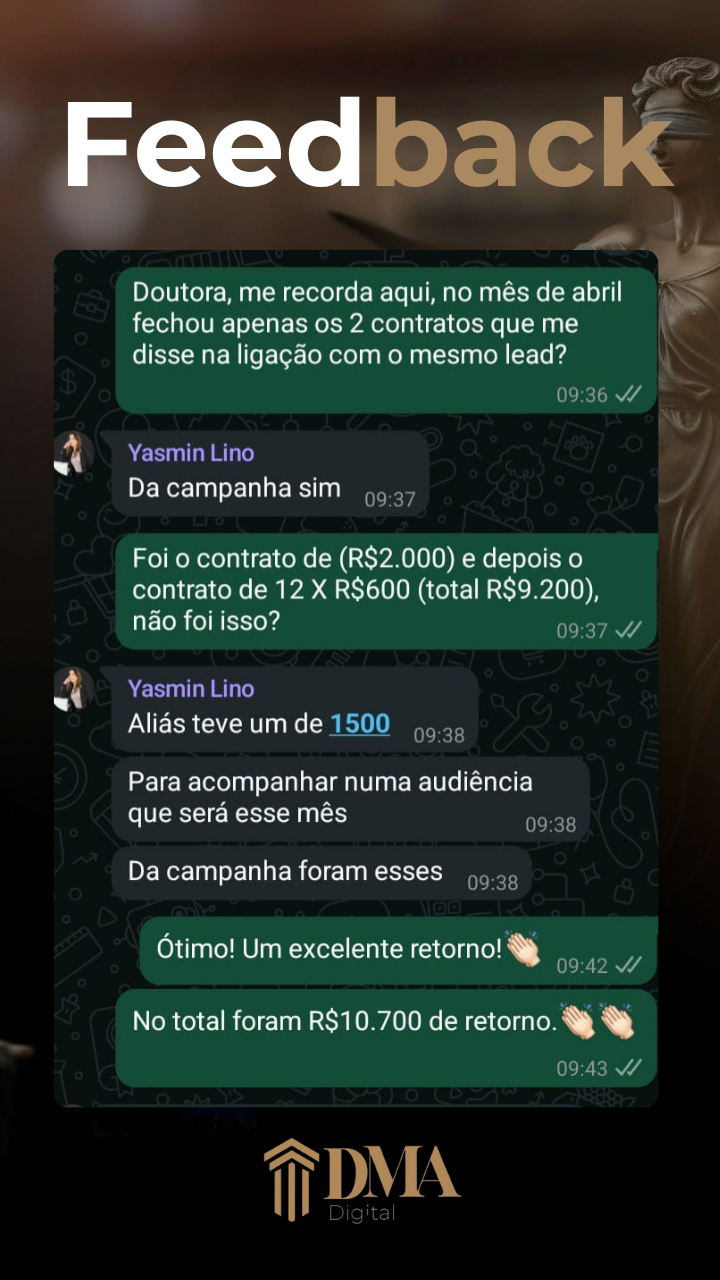 Feedback
Doutora, me recorda aqui, no mês de abril
fechou apenas os 2 contratos que me
disse na ligação com o mesmo lead?
09:36
Yasmin Lino
Da campanha sim 09:37
Foi o contrato de (R$2.000) e depois o
contrato de 12 X R$600 (total R$9.200),
não foi isso? 09:37
Yasmin Lino
Aliás teve um de 1500 09:38
Para acompanhar numa audiência
que será esse mês 09:38
Da campanha foram esses 09:38
Ótimo! Um excelente retorno!👏🏻 09:42
No total foram R$10.700 de retorno.👏🏻👏🏻
09:43
DMA
Digital